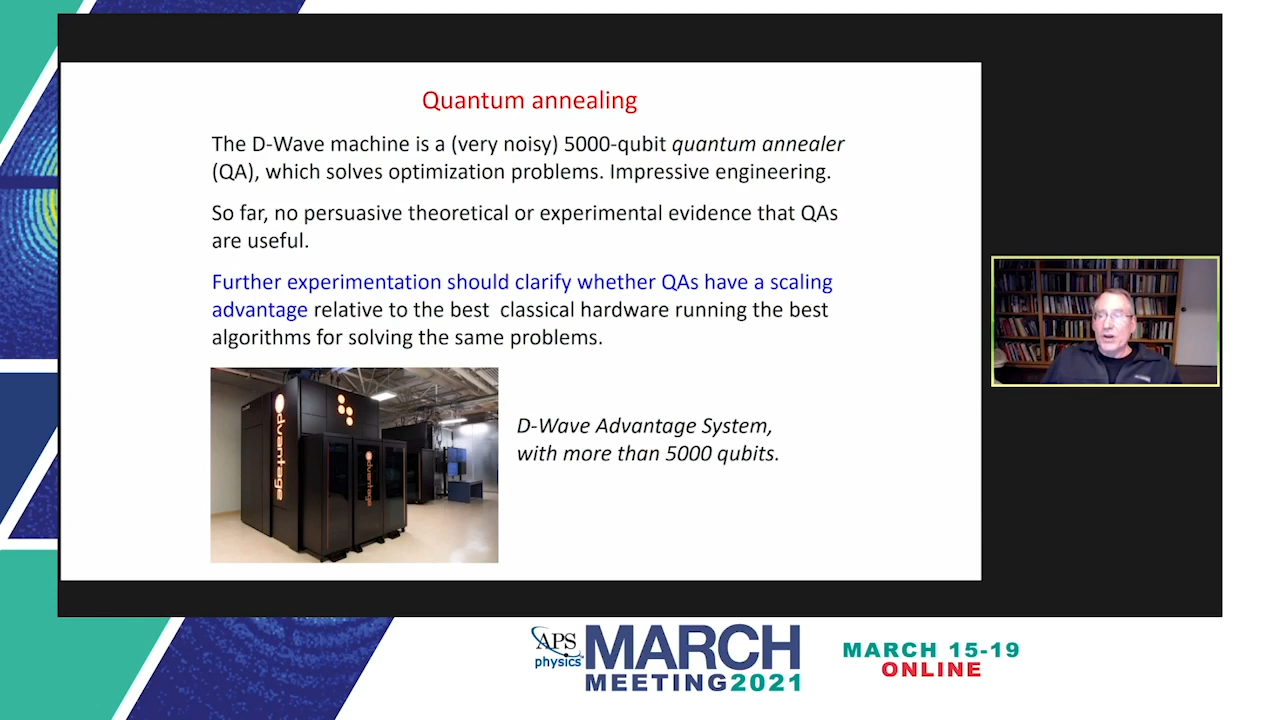 Quantum annealing
The D-Wave machine is a (very noisy) 5000-qubit quantum annealer
(QA), which solves optimization problems. Impressive engineering.
So far, no persuasive theoretical or experimental evidence that QAs
are useful.
Further experimentation should clarify whether QAs have a scaling
advantage relative to the best classical hardware running the best
algorithms for solving the same problems.
Advantage
Advantage
D-Wave Advantage System,
with more than 5000 qubits.
APS
physics
MARCH
MEETING2021
MARCH 15-19
ONLINE